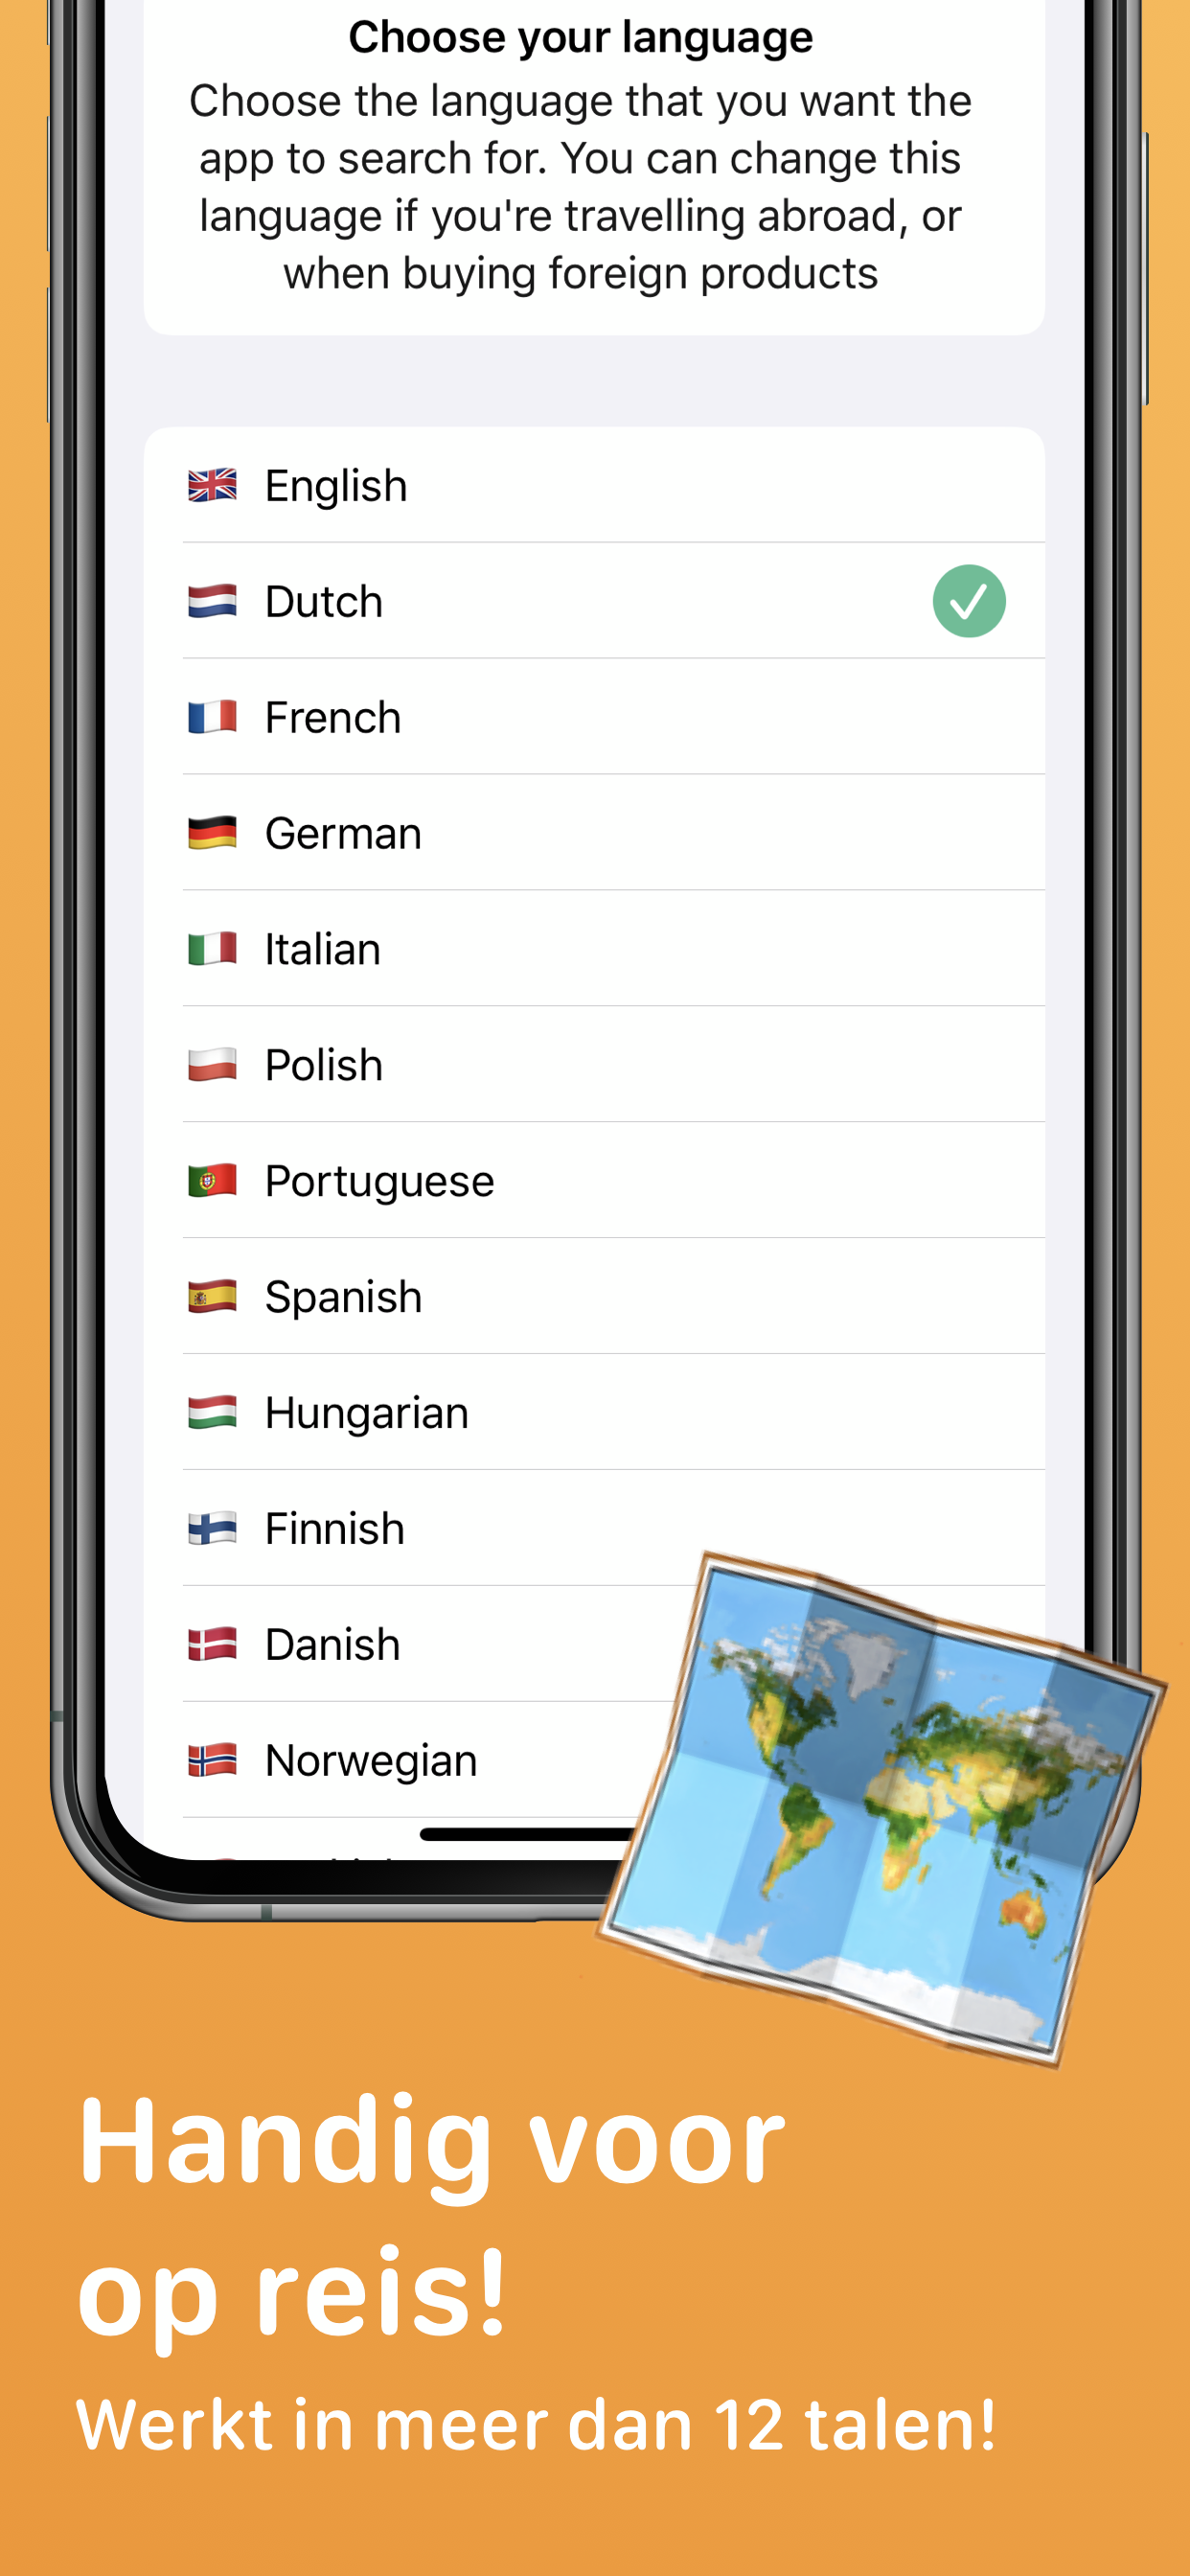 Choose your language
Choose the language that you want the
app to search for. You can change this
language if you're travelling abroad, or
when buying foreign products
English
Dutch
French
German
Italian
Polish
Portuguese
Spanish
Hungarian
Finnish
Danish
Norwegian
Handig voor
op reis!
Werkt in meer dan 12 talen!